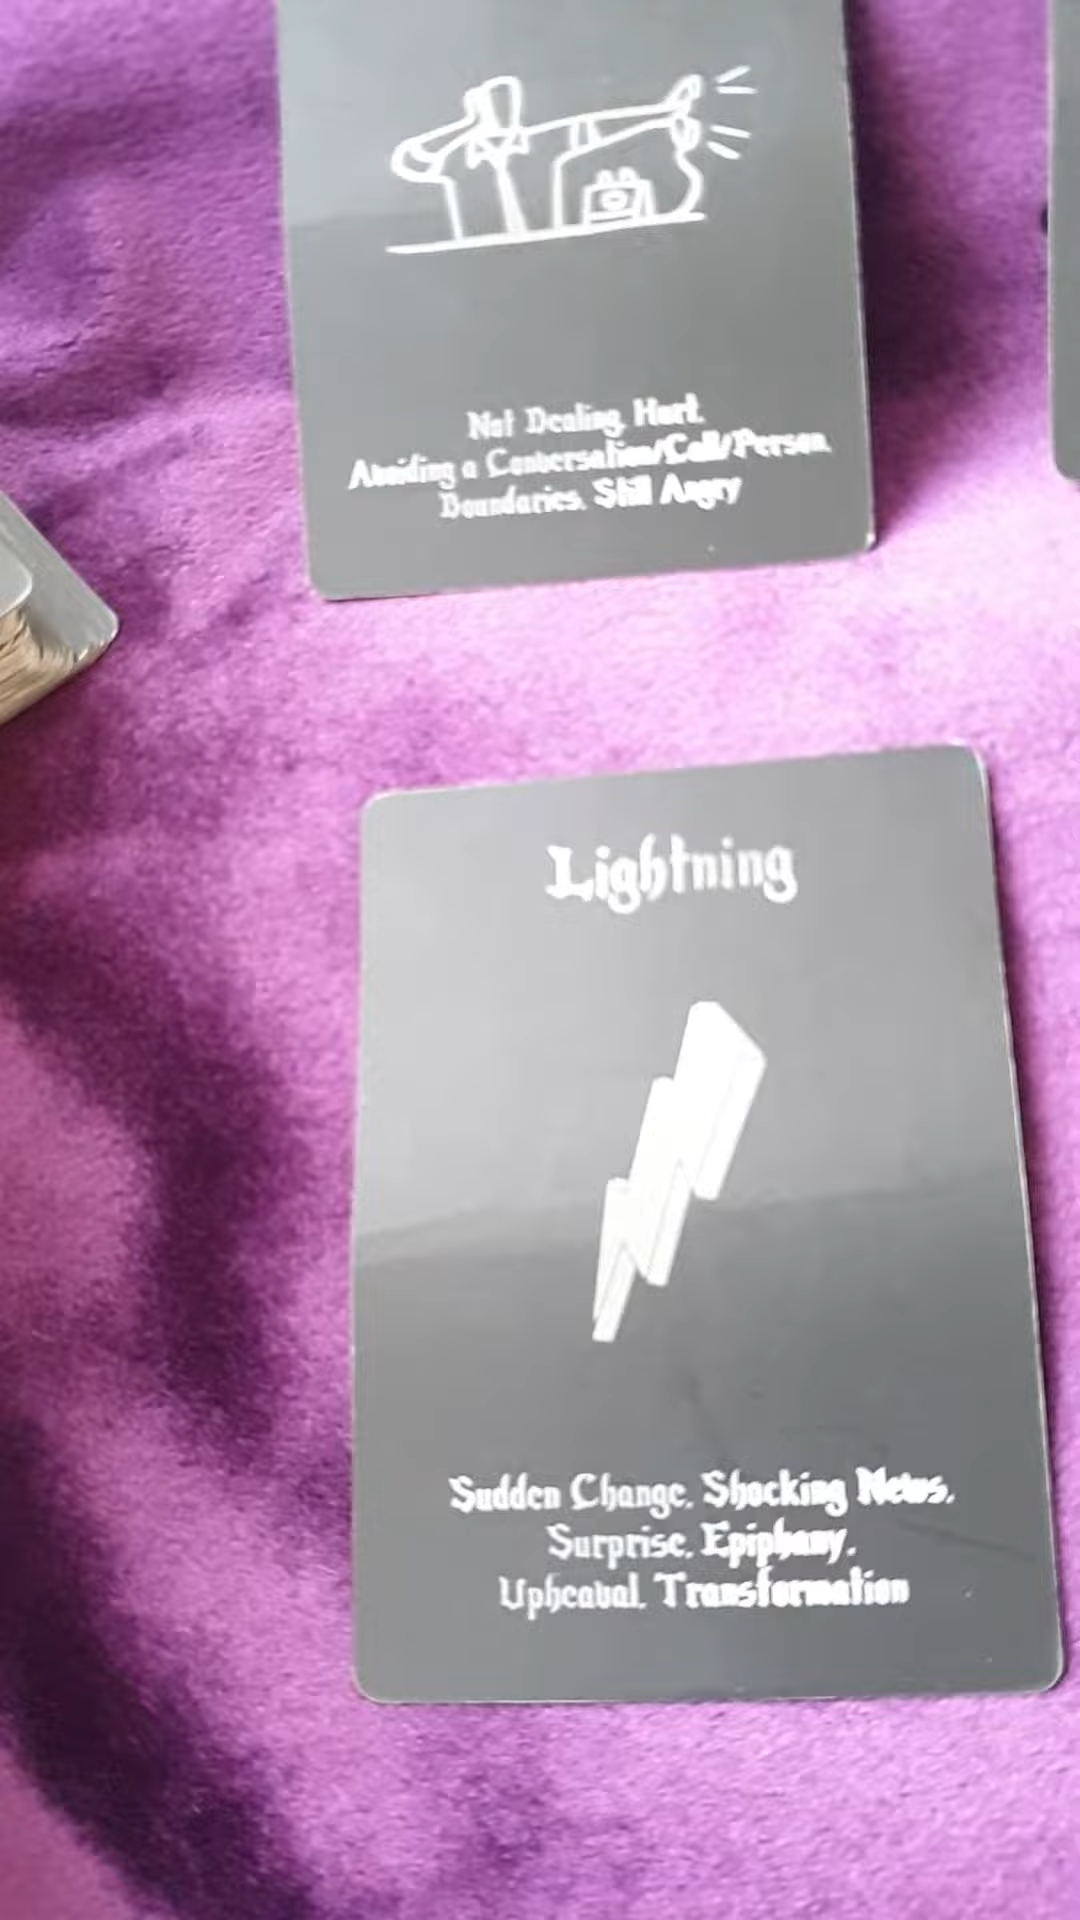 Not Dealing. Hurt.
Avoiding a Conversation/Call/Person.
Boundaries. Still Angry
Lightning
Sudden Change. Shocking News.
Surprise. Epiphany.
Upheaval. Transformation